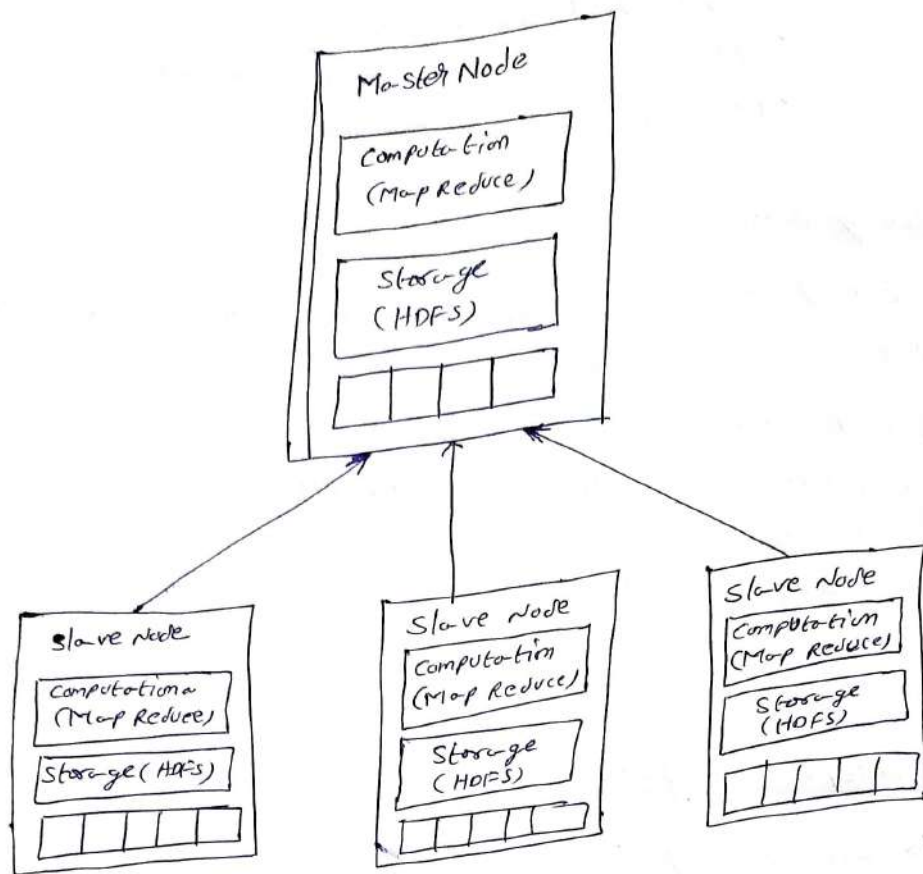 Master Node
Computation
(Map Reduce)
Storage
(HDFS)
Slave Node
Computationa
(Map Reduce)
Storage (HDFS)
Slave Node
Computation
(Map Reduce)
Storage
(HDFS)
Slave Node
Computation
(Map Reduce)
Storage
(HDFS)